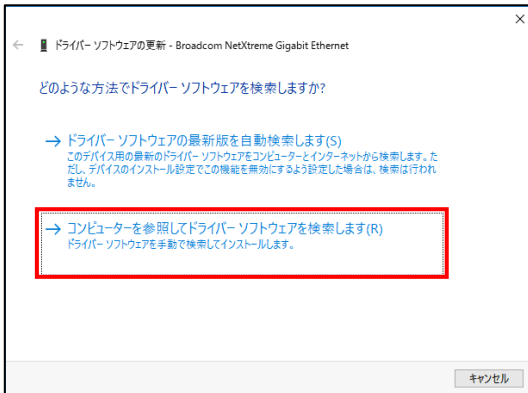 ドライバー ソフトウェアの更新 - Broadcom NetXtreme Gigabit Ethernet
どのような方法でドライバー ソフトウェアを検索しますか?
→ ドライバー ソフトウェアの最新版を自動検索します(S)
このデバイス用の最新のドライバー ソフトウェアをコンピューターとインターネットから検索します。た
だし、デバイスのインストール設定でこの機能を無効にするよう設定した場合は、検索は行われ
ません。
→ コンピューターを参照してドライバー ソフトウェアを検索します(R)
ドライバー ソフトウェアを手動で検索してインストールします。
キャンセル